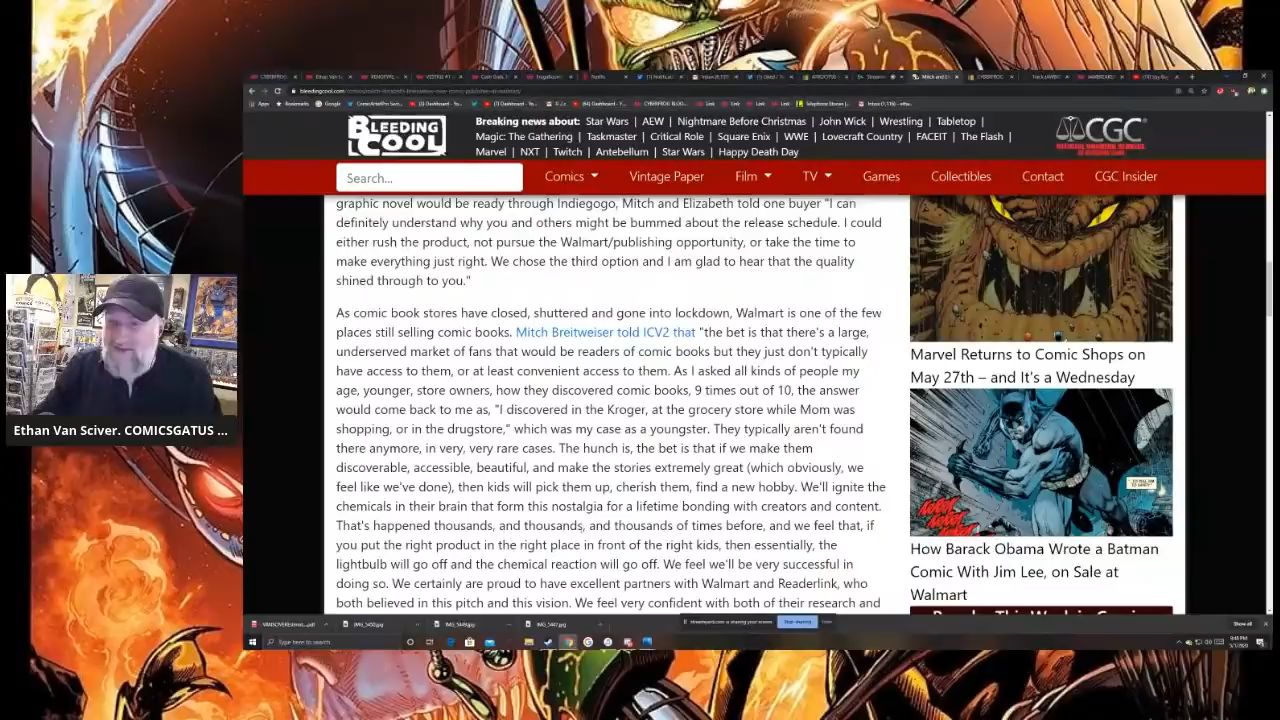 BLEEDING
COOL
Breaking news about: Star Wars | AEW | Nightmare Before Christmas | John Wick | Wrestling | Tabletop |
Magic: The Gathering | Taskmaster | Critical Role | Square Enix | WWE | Lovecraft Country | FACEIT | The Flash |
Marvel | NXT | Twitch | Antebellum | Star Wars | Happy Death Day
CGC
Search...
Comics
Vintage Paper
Film
TV
Games
Collectibles
Contact
CGC Insider
graphic novel would be ready through Indiegogo, Mitch and Elizabeth told one buyer "I can
definitely understand why you and others might be bummed about the release schedule. I could
either rush the product, not pursue the Walmart/publishing opportunity, or take the time to
make everything just right. We chose the third option and I am glad to hear that the quality
shined through to you."
As comic book stores have closed, shuttered and gone into lockdown, Walmart is one of the few
places still selling comic books. Mitch Breitweiser told ICV2 that "the bet is that there's a large,
underserved market of fans that would be readers of comic books but they just don't typically
have access to them, or at least convenient access to them. As I asked all kinds of people my
age, younger, store owners, how they discovered comic books, 9 times out of 10, the answer
would come back to me as, "I discovered in the Kroger, at the grocery store while Mom was
shopping, or in the drugstore," which was my case as a youngster. They typically aren't found
there anymore, in very, very rare cases. The hunch is, the bet is that if we make them
discoverable, accessible, beautiful, and make the stories extremely great (which obviously, we
feel like we've done), then kids will pick them up, cherish them, find a new hobby. We'll ignite the
chemicals in their brain that form this nostalgia for a lifetime bonding with creators and content.
That's happened thousands, and thousands, and thousands of times before, and we feel that, if
you put the right product in the right place in front of the right kids, then essentially, the
lightbulb will go off and the chemical reaction will go off. We feel we'll be very successful in
doing so. We certainly are proud to have excellent partners with Walmart and Readerlink, who
both believed in this pitch and this vision. We feel very confident with both of their research and
Marvel Returns to Comic Shops on
May 27th – and It's a Wednesday
How Barack Obama Wrote a Batman
Comic With Jim Lee, on Sale at
Walmart
Ethan Van Sciver. COMICSGATUS ...
Type here to search
Stop sharing
Show all